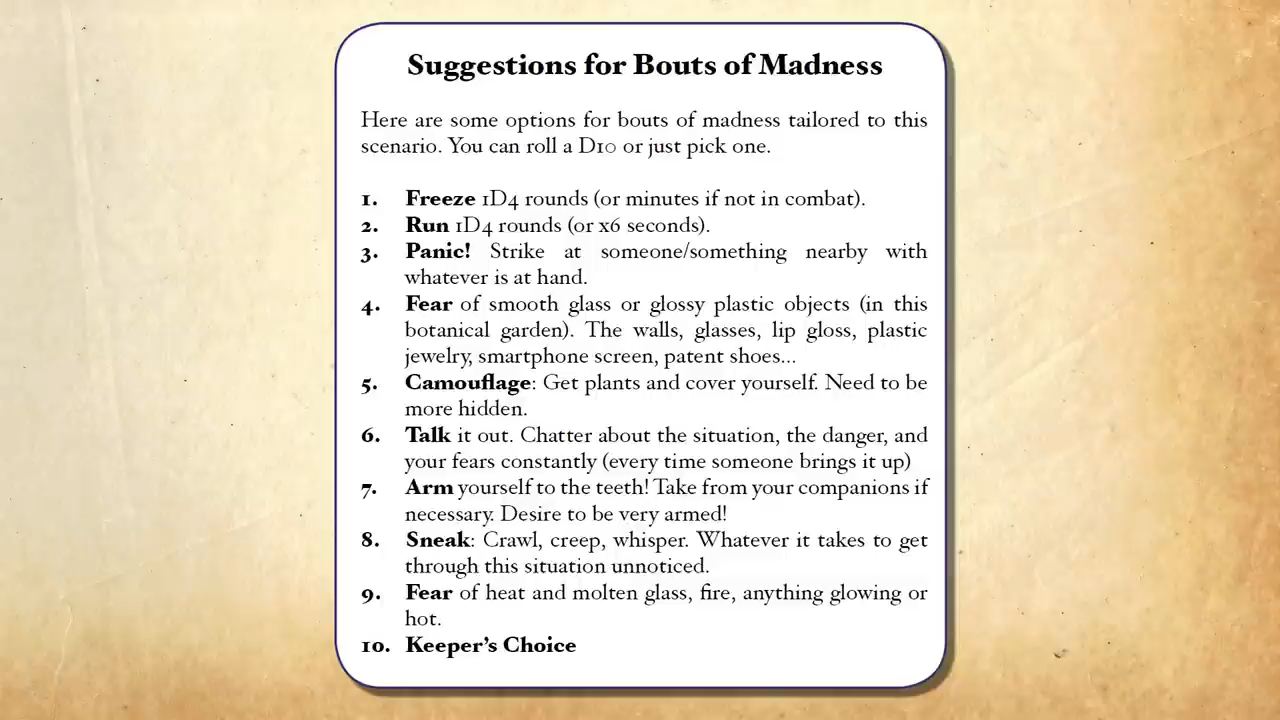 Suggestions for Bouts of Madness
Here are some options for bouts of madness tailored to this
scenario. You can roll a D10 or just pick one.
1. Freeze 1D4 rounds (or minutes if not in combat).
2. Run 1D4 rounds (or x6 seconds).
3. Panic! Strike at someone/something nearby with
whatever is at hand.
4. Fear of smooth glass or glossy plastic objects (in this
botanical garden). The walls, glasses, lip gloss, plastic
jewelry, smartphone screen, patent shoes...
5. Camouflage: Get plants and cover yourself. Need to be
more hidden.
6. Talk it out. Chatter about the situation, the danger, and
your fears constantly (every time someone brings it up)
7. Arm yourself to the teeth! Take from your companions if
necessary. Desire to be very armed!
8. Sneak: Crawl, creep, whisper. Whatever it takes to get
through this situation unnoticed.
9. Fear of heat and molten glass, fire, anything glowing or
hot.
10. Keeper’s Choice